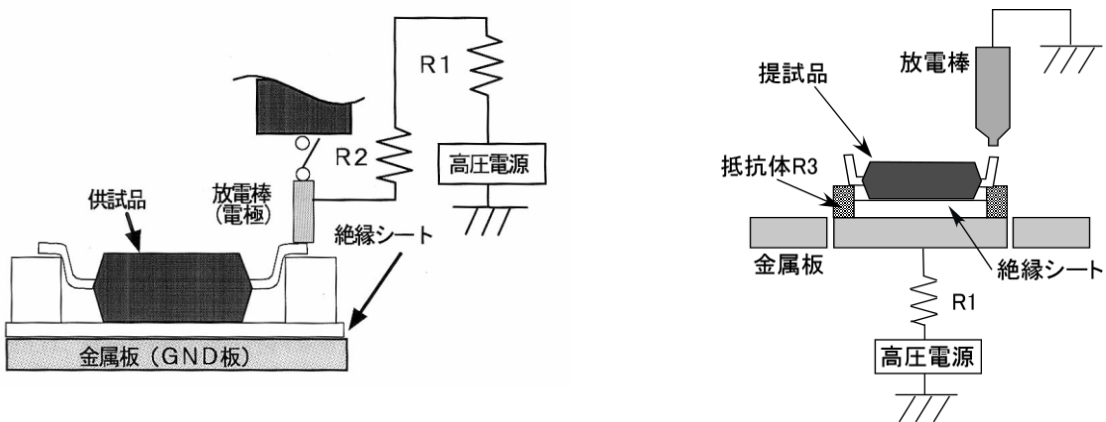 R1
R2
高圧電源
放電棒
(電極)
供試品
絶縁シート
金属板(GND板)
放電棒
提試品
抵抗体R3
金属板
絶縁シート
R1
高圧電源